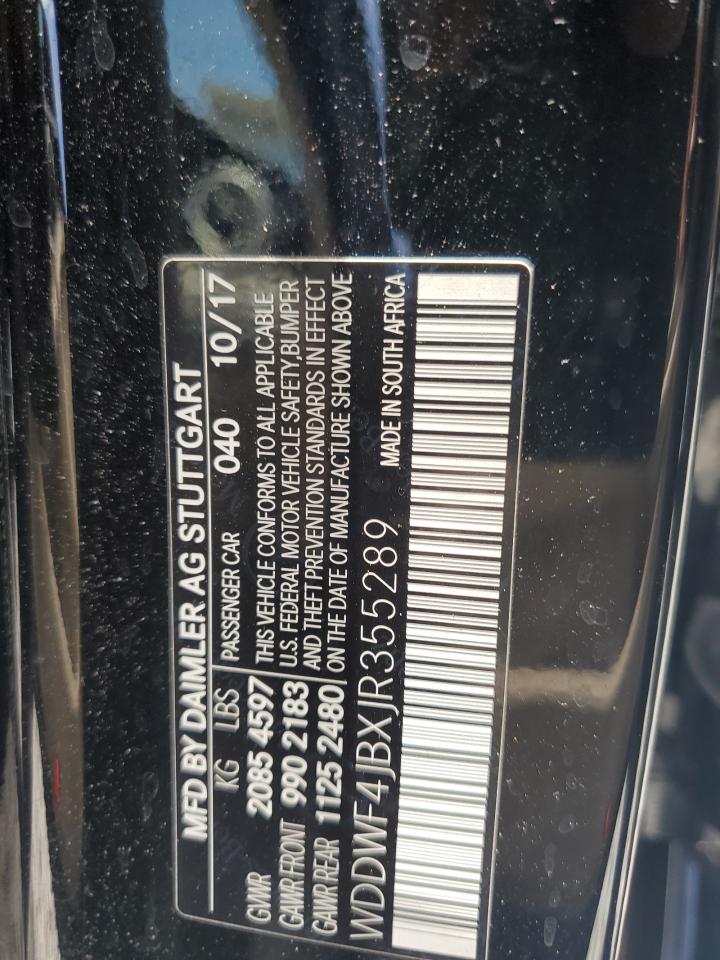 MFD BY DAIMLER AG STUTTGART
KG LBS PASSENGER CAR 040 10/17
GVWR 2085 4597 THIS VEHICLE CONFORMS TO ALL APPLICABLE
GAWR FRONT 990 2183 U.S. FEDERAL MOTOR VEHICLE SAFETY,BUMPER
GAWR REAR 1125 2480 AND THEFT PREVENTION STANDARDS IN EFFECT
ON THE DATE OF MANUFACTURE SHOWN ABOVE
WDDWF4JBXJR355289 MADE IN SOUTH AFRICA